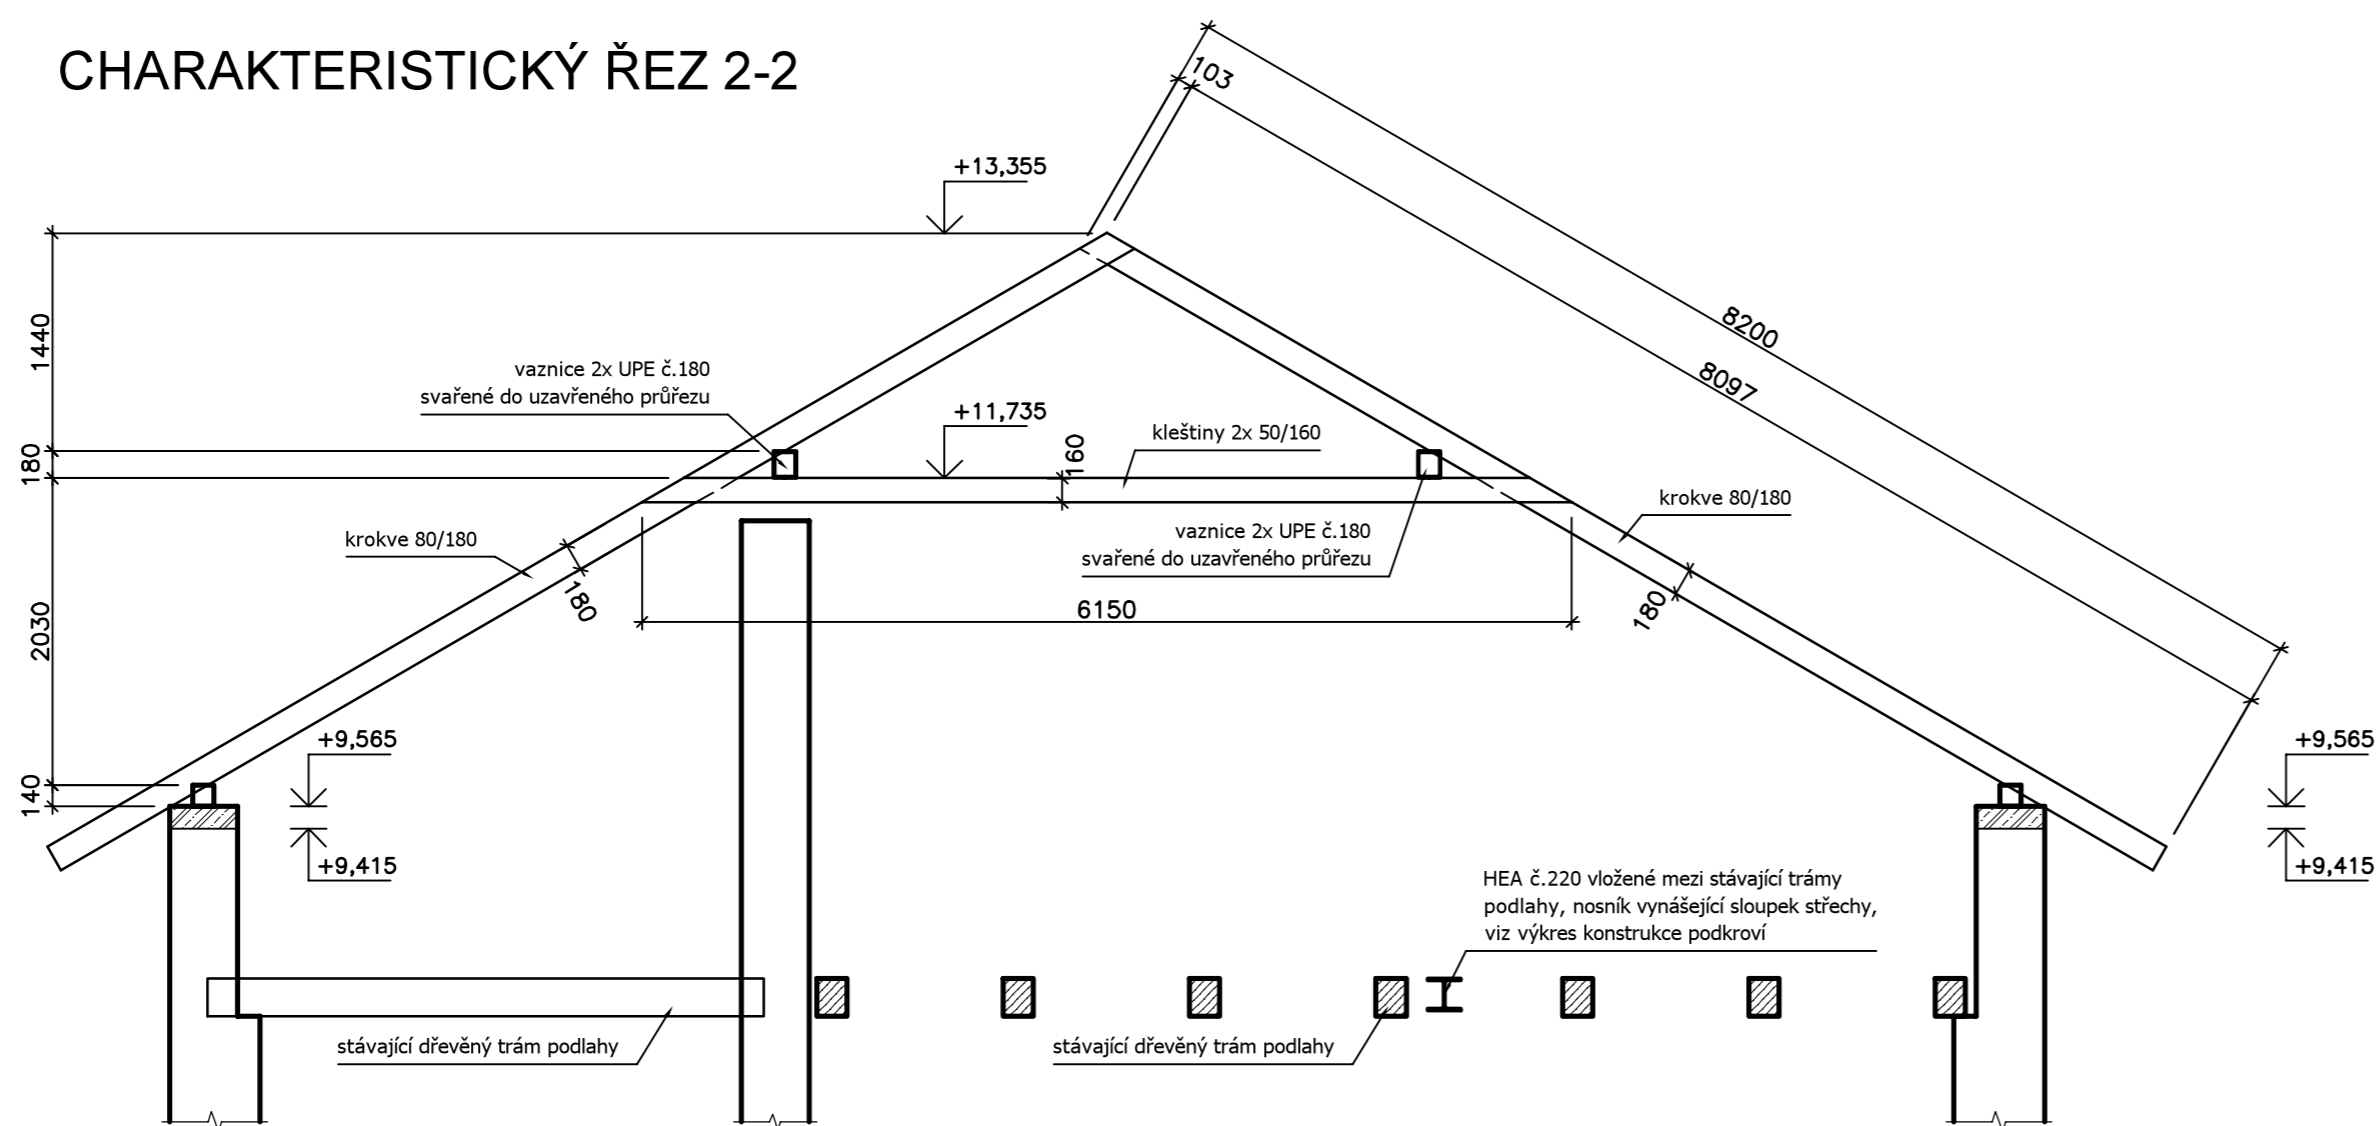 CHARAKTERISTICKÝ ŘEZ 2-2
103
+13,355
8200
8097
1440
vaznice 2x UPE č.180
svařené do uzavřeného průřezu
+11,735
kleštiny 2x 50/160
160
180
krokve 80/180
vaznice 2x UPE č.180
svařené do uzavřeného průřezu
krokve 80/180
180
180
6150
2030
+9,565
+9,565
140
+9,415
+9,415
HEA č.220 vložené mezi stávající trámy
podlahy, nosník vynášející sloupek střechy,
viz výkres konstrukce podkroví
stávající dřevěný trám podlahy
stávající dřevěný trám podlahy